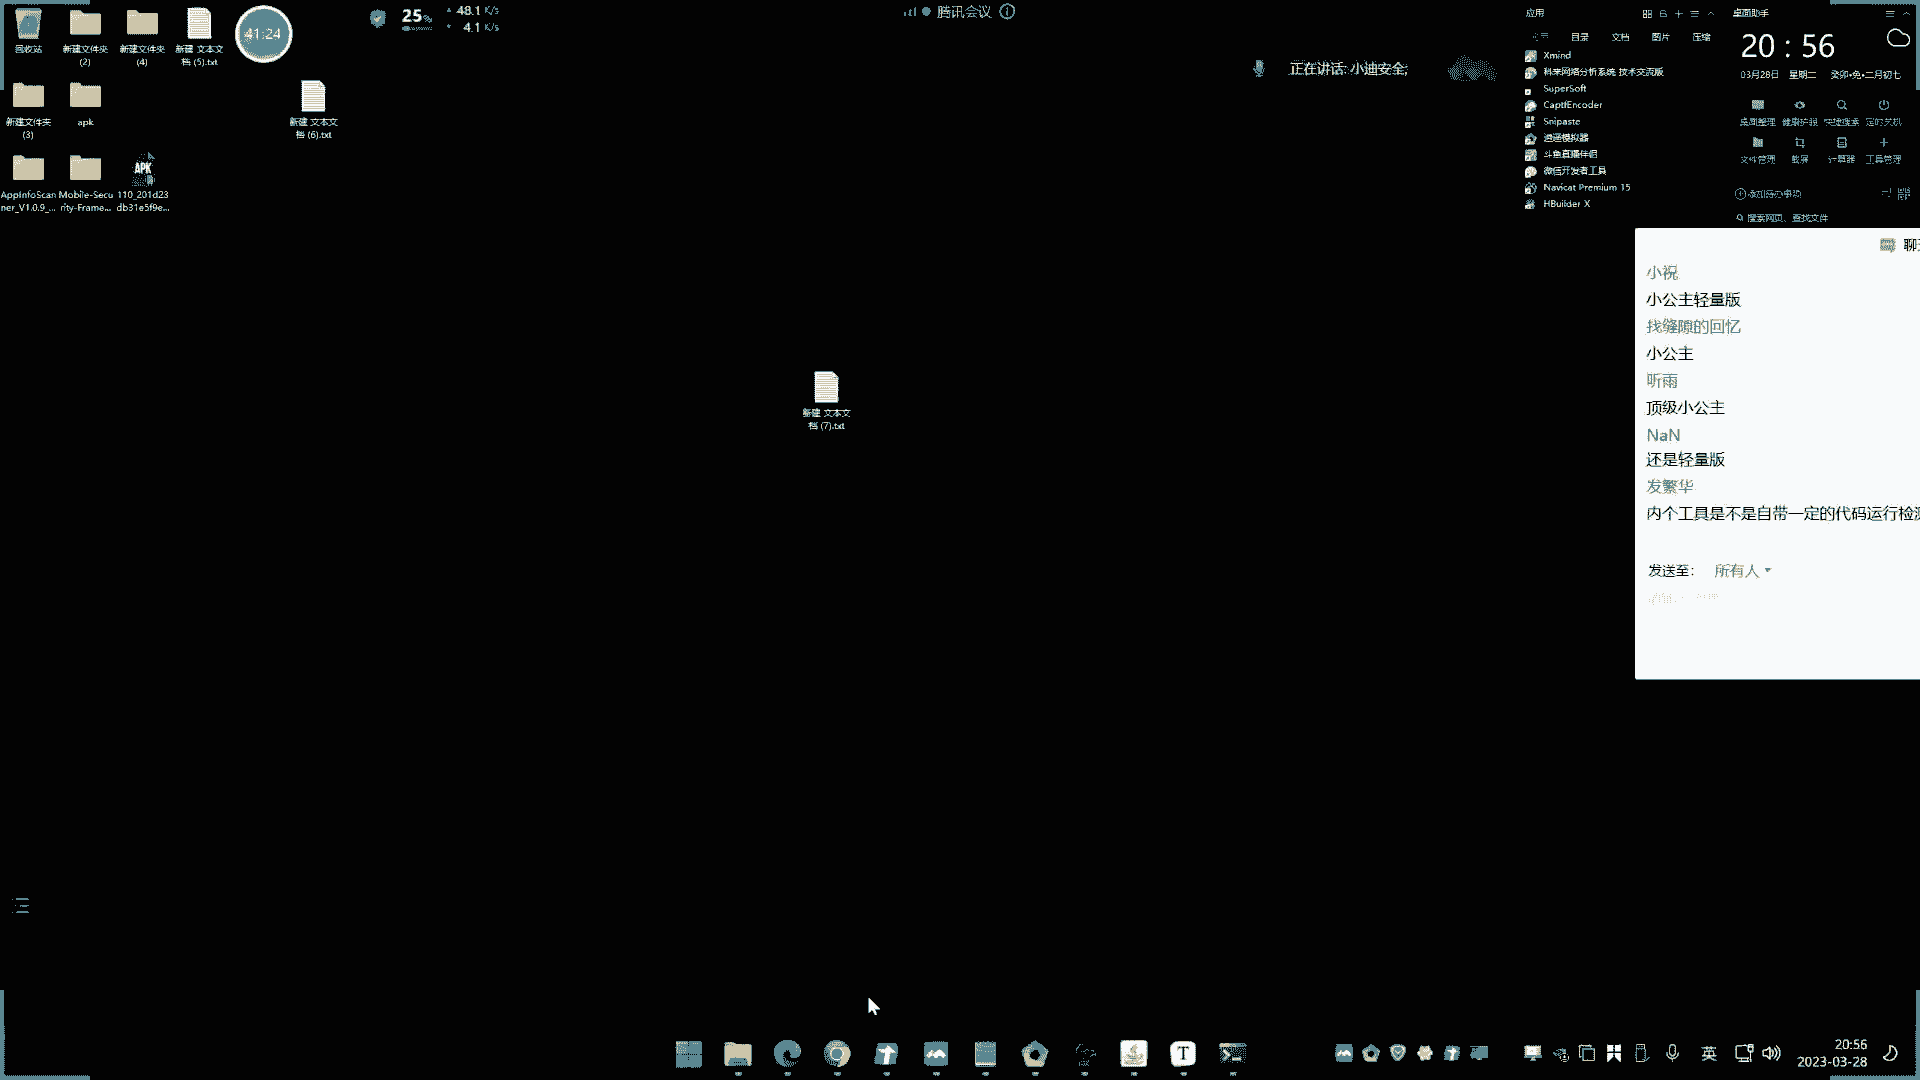 回收站
新建文件夹
(2)
新建文件夹
(4)
新建 文本文
档 (5).txt
41:24
25%
48.1 K/s
4.1 K/s
腾讯会议
新建文件夹
(3)
apk
新建 文本文
档 (6).txt
AppInfoScan
ner_V1.0.9_...
Mobile-Secu
rity-Frame...
APK
110_201d23
db31e5f9e...
正在讲话: 小迪安全;
应用
目录
文档
图片
压缩
Xmind
科来网络分析系统 技术交流版
SuperSoft
CaptfEncoder
Snipaste
逍遥模拟器
斗鱼直播伴侣
微信开发者工具
Navicat Premium 15
HBuilder X
桌面助手
20 : 56
03月28日 星期二 癸卯•兔•二月初七
桌面整理
健康护眼
快捷搜索
定时关机
文件管理
截屏
计算器
工具管理
添加待办事项
搜索网页、查找文件
小祝
小公主轻量版
找缝隙的回忆
小公主
听雨
顶级小公主
NaN
还是轻量版
发繁华
内个工具是不是自带一定的代码运行检
发送至:
所有人
新建 文本文
档 (7).txt
英
20:56
2023-03-28